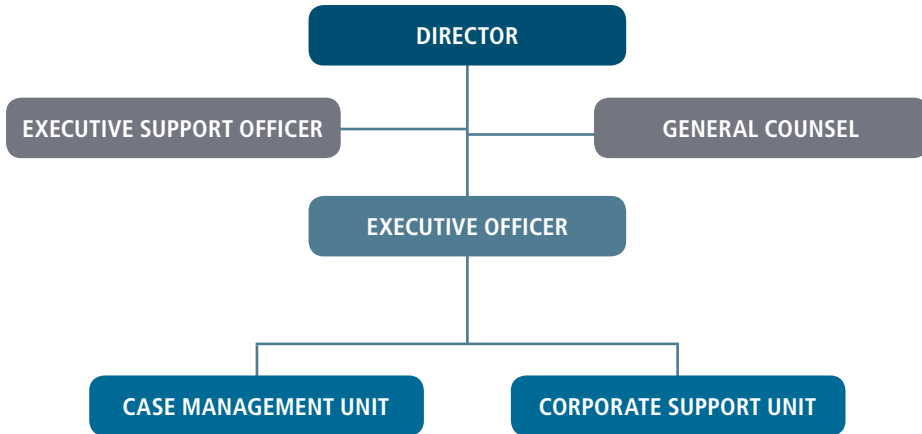 DIRECTOR
EXECUTIVE SUPPORT OFFICER
GENERAL COUNSEL
EXECUTIVE OFFICER
CASE MANAGEMENT UNIT
CORPORATE SUPPORT UNIT